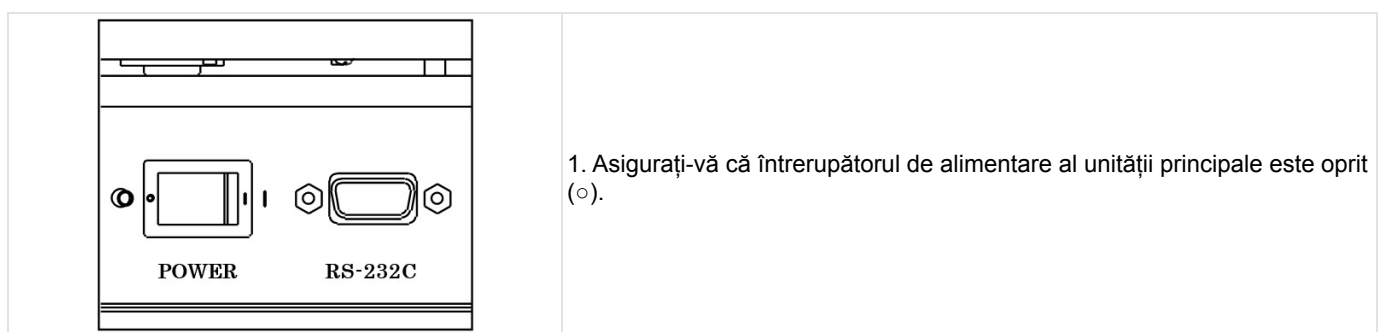 POWER
RS-232C
1. Asigurați-vă că întrerupătorul de alimentare al unității principale este oprit
(○).